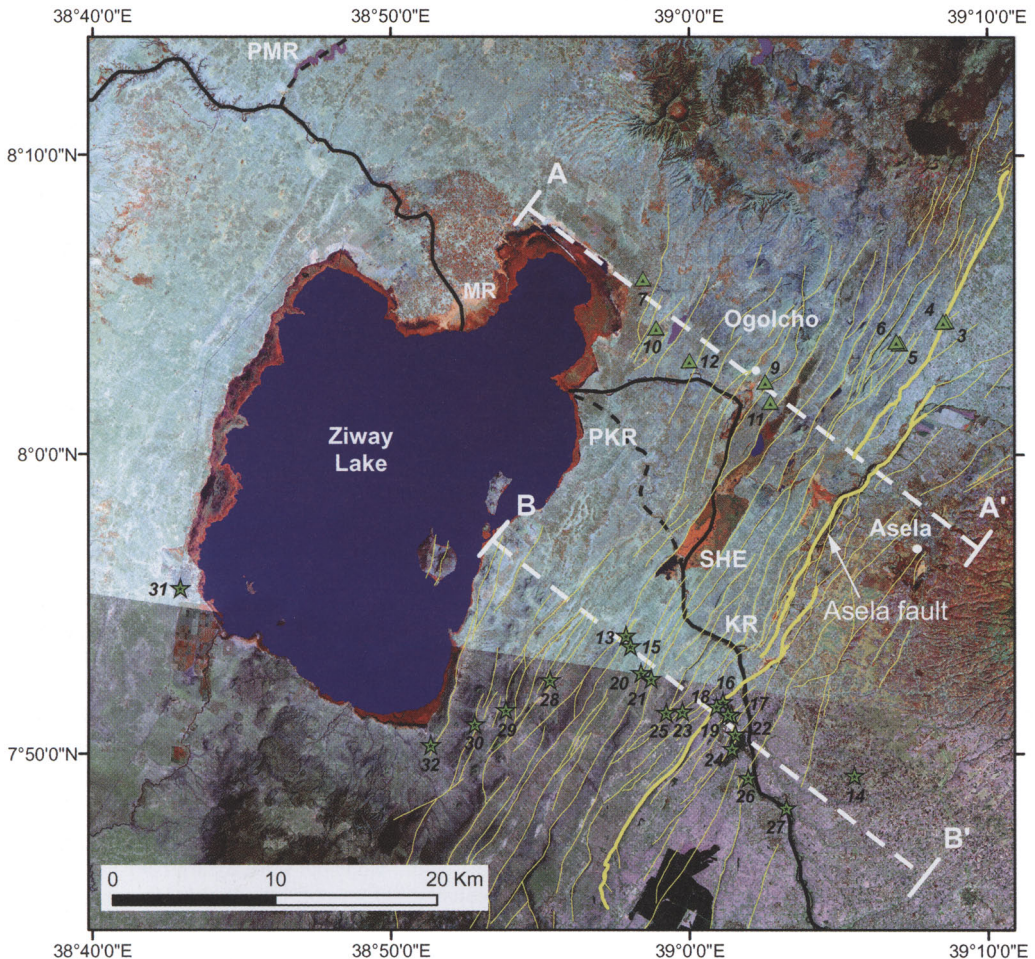 38°40'0"E
38°50'0"E
39°0'0"E
39°10'0"E
PMR
8°10'0"N
A
MR
7
Ogolcho
4
3
6
5
10
12
9
11
PKR
Ziway
Lake
8°0'0"N
B
A'
Asela
SHE
Asela fault
31
KR
13
15
20
21
16
18
17
28
25
23
19
22
29
30
24
32
14
26
27
7°50'0"N
B'
0
10
20 Km
38°40'0"E
38°50'0"E
39°0'0"E
39°10'0"E